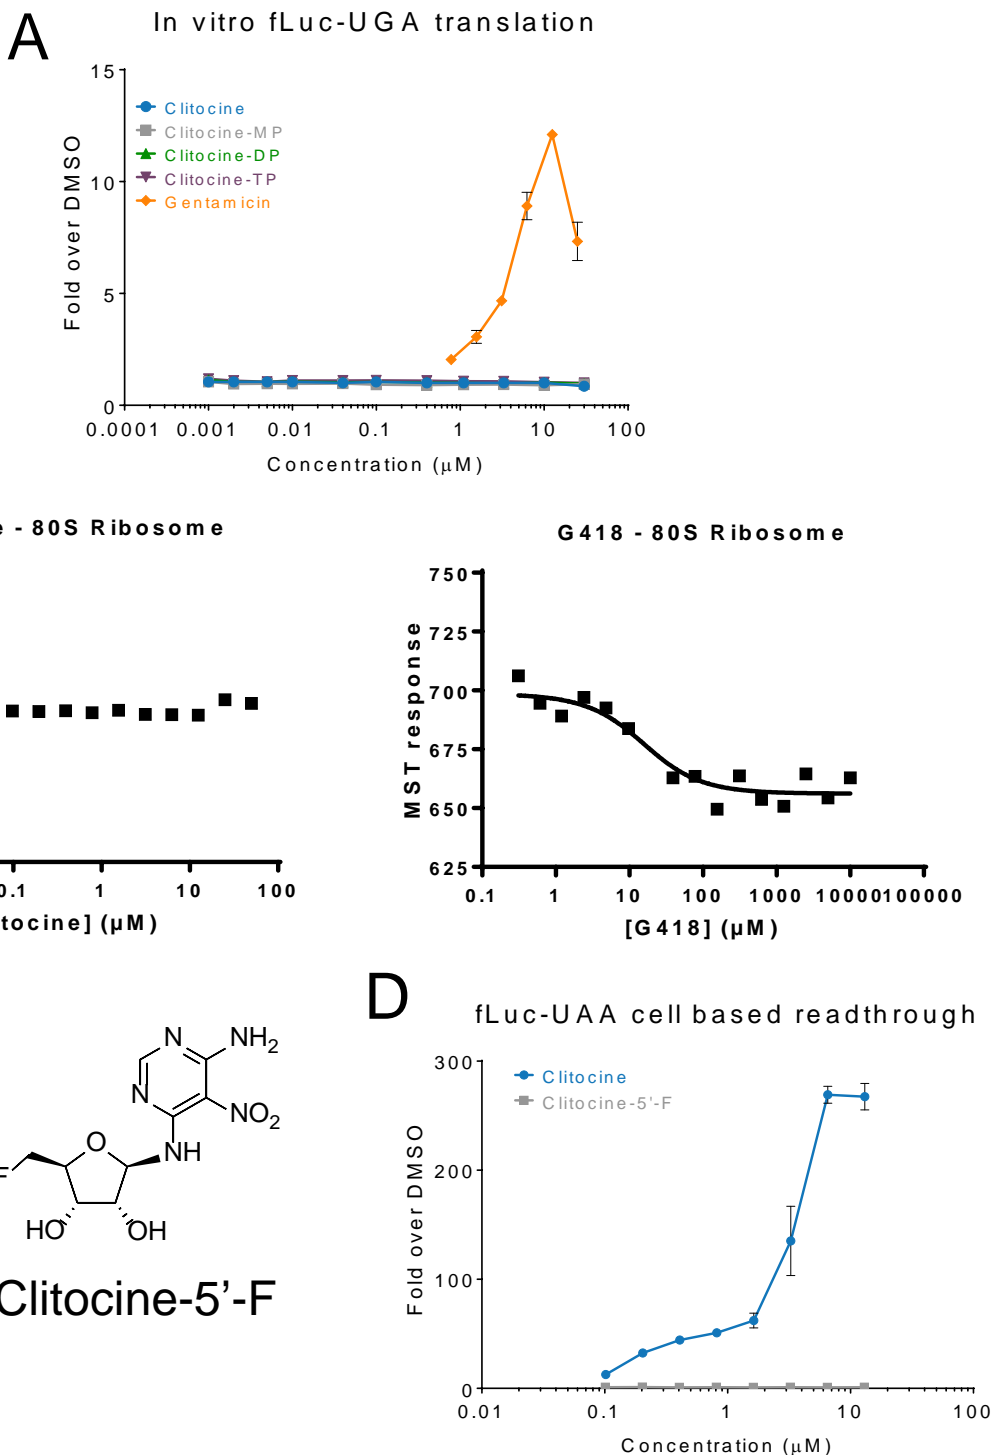 A
In vitro fLuc-UGA translation
Fold over DMSO
15
10
5
0
Clitocine
Clitocine-MP
Clitocine-DP
Clitocine-TP
Gentamicin
0.0001 0.001 0.01 0.1 1 10 100
Concentration (μM)
e - 80S Ribosome
0.1 1 10 100
tocine] (μM)
G418 - 80S Ribosome
MST response
750
725
700
675
650
625
0.1 1 10 100 1000 10000100000
[G418] (μM)
N
NH2
N
NO2
O
NH
F
HO
OH
Clitocine-5’-F
D
fLuc-UAA cell based readthrough
Fold over DMSO
300
200
100
0
Clitocine
Clitocine-5’-F
0.01 0.1 1 10 100
Concentration (μM)